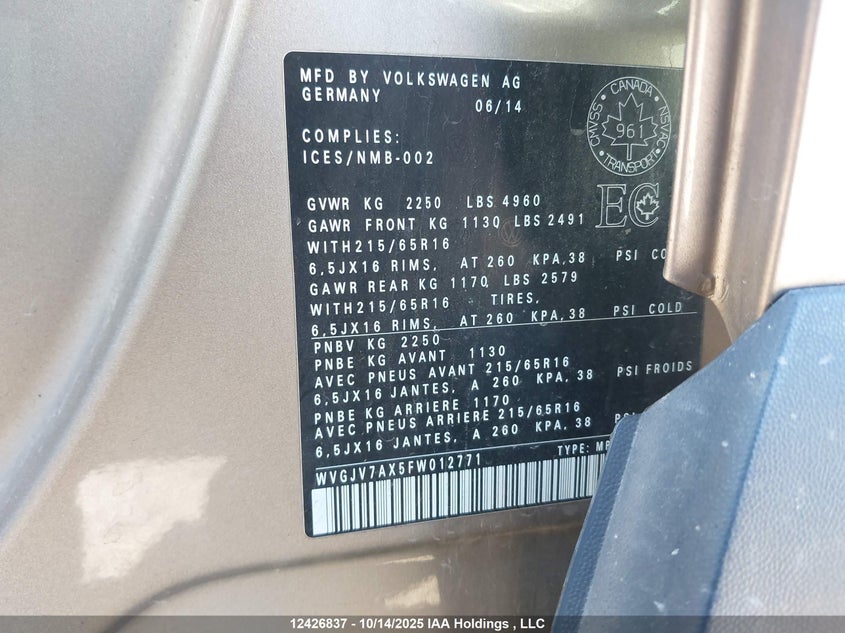 MFD BY VOLKSWAGEN AG
GERMANY 06/14
CANADA
CMVSS NSVAC
961
TRANSPORT
COMPLIES:
ICES/NMB-002
EC
GVWR KG 2250 LBS 4960
GAWR FRONT KG 1130 LBS 2491
WITH215/65R16
6,5JX16 RIMS, AT 260 KPA,38 PSI
GAWR REAR KG 1170 LBS 2579
WITH215/65R16 TIRES,
6,5JX16 RIMS, AT 260 KPA,38 PSI COLD
PNBV KG 2250
PNBE KG AVANT 1130
AVEC PNEUS AVANT 215/65R16
6,5JX16 JANTES, A 260 KPA, 38 PSI FROIDS
PNBE KG ARRIERE 1170
AVEC PNEUS ARRIERE 215/65R16
6,5JX16 JANTES, A 260 KPA, 38
WVGJV7AX5FW012771 TYPE:
12426837 - 10/14/2025 IAA Holdings , LLC